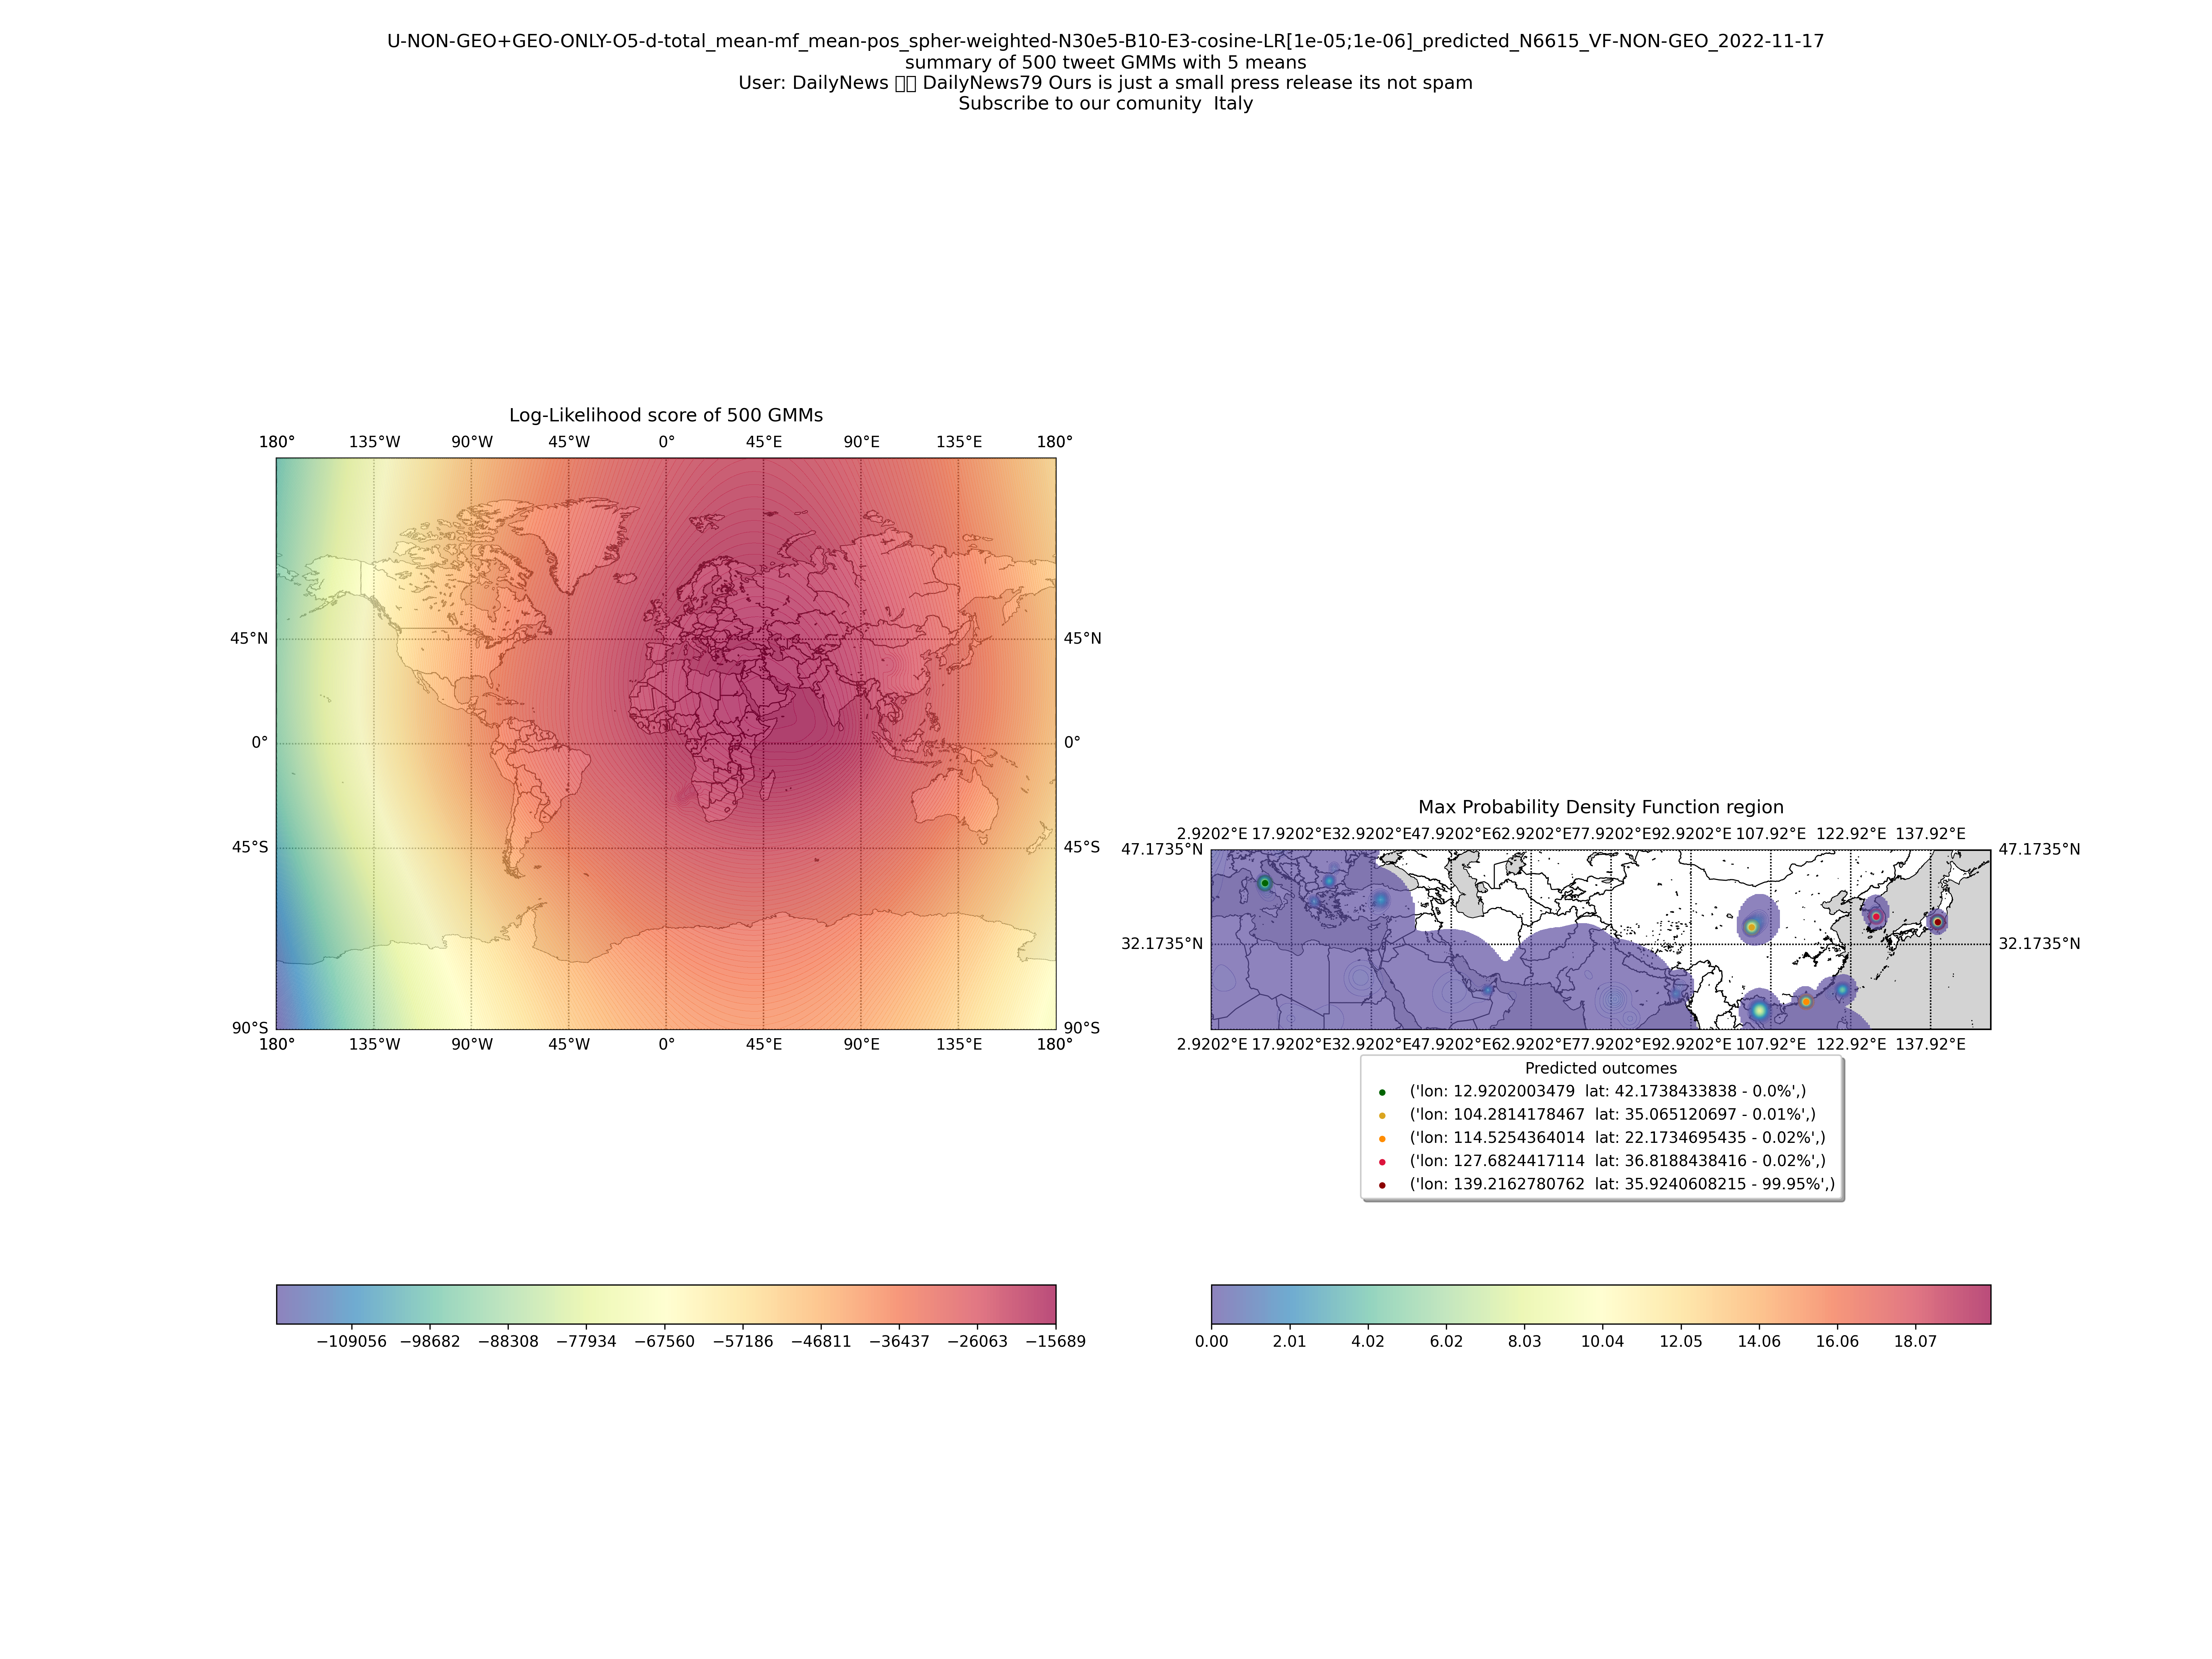 U-NON-GEO+GEO-ONLY-O5-d-total_mean-mf_mean-pos_spher-weighted-N30e5-B10-E3-cosine-LR[1e-05;1e-06]_predicted_N6615_VF-NON-GEO_2022-11-17
summary of 500 tweet GMMs with 5 means
User: DailyNews ▯▯ DailyNews79 Ours is just a small press release its not spam
Subscribe to our comunity  Italy
Log-Likelihood score of 500 GMMs
180° 135°W 90°W 45°W 0° 45°E 90°E 135°E 180°
45°N 45°N
0° 0°
45°S 45°S
90°S 90°S
180° 135°W 90°W 45°W 0° 45°E 90°E 135°E 180°
−109056 −98682 −88308 −77934 −67560 −57186 −46811 −36437 −26063 −15689
Max Probability Density Function region
2.9202°E 17.9202°E 32.9202°E 47.9202°E 62.9202°E 77.9202°E 92.9202°E 107.92°E 122.92°E 137.92°E
47.1735°N 47.1735°N
32.1735°N 32.1735°N
2.9202°E 17.9202°E 32.9202°E 47.9202°E 62.9202°E 77.9202°E 92.9202°E 107.92°E 122.92°E 137.92°E
Predicted outcomes
('lon: 12.9202003479  lat: 42.1738433838 - 0.0%',)
('lon: 104.2814178467  lat: 35.065120697 - 0.01%',)
('lon: 114.5254364014  lat: 22.1734695435 - 0.02%',)
('lon: 127.6824417114  lat: 36.8188438416 - 0.02%',)
('lon: 139.2162780762  lat: 35.9240608215 - 99.95%',)
0.00 2.01 4.02 6.02 8.03 10.04 12.05 14.06 16.06 18.07